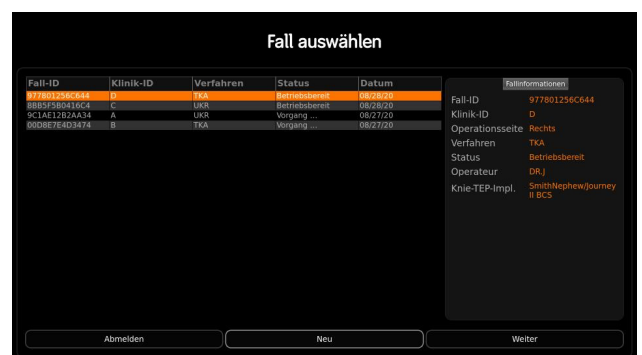 Fall auswählen
Fall-ID Klinik-ID Verfahren Status Datum
977801256C644 D TKA Betriebsbereit 08/28/20
8BB5F5B0416C4 C UKR Betriebsbereit 08/28/20
9C1AE12B2AA34 A UKR Vorgang ... 08/27/20
00D8E7E4D3474 B TKA Vorgang ... 08/27/20
Fallinformationen
Fall-ID 977801256C644
Klinik-ID D
Operationsseite Rechts
Verfahren TKA
Status Betriebsbereit
Operateur DR.J
Knie-TEP-Impl. SmithNephew/Journey
II BCS
Abmelden Neu Weiter